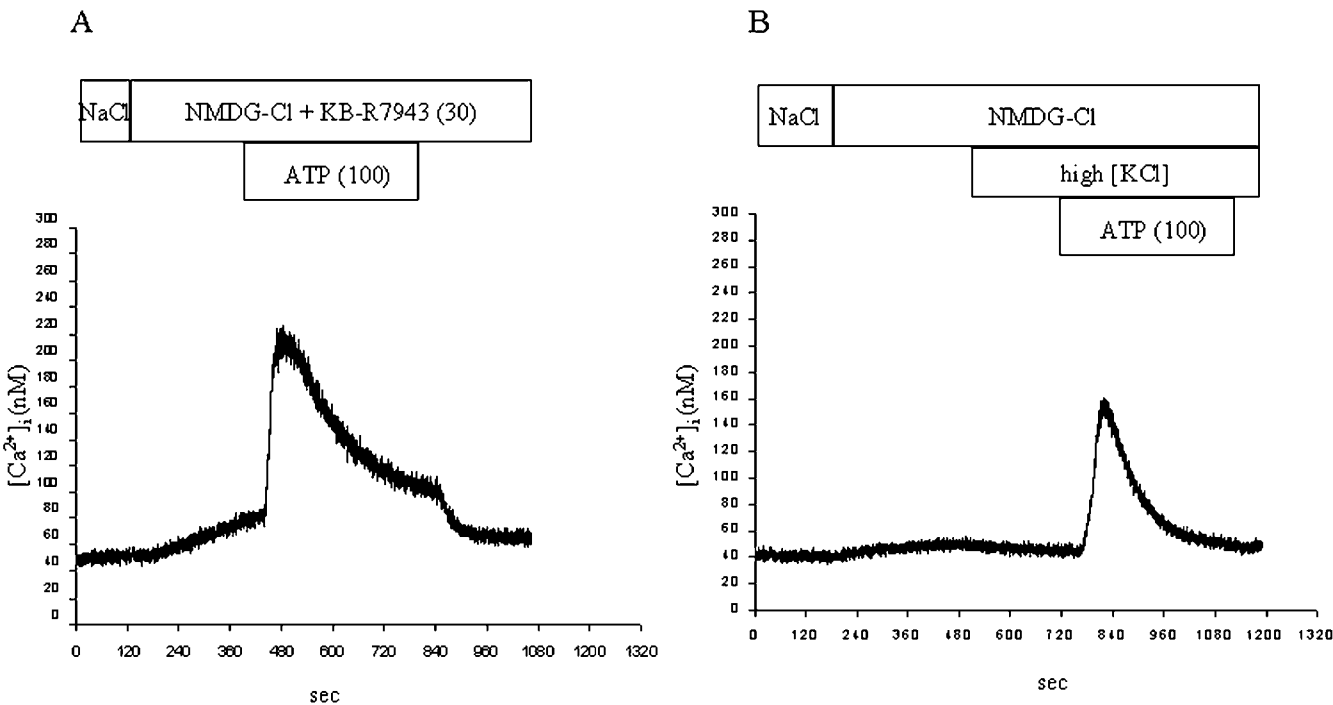 A
NaCl
NMDG-Cl + KB-R7943 (30)
ATP (100)
300
280
260
240
220
200
180
160
140
120
100
80
60
40
20
0
[Ca²⁺]ᵢ (nM)
0 120 240 360 480 600 720 840 960 1080 1200 1320
sec
B
NaCl
NMDG-Cl
high [KCl]
ATP (100)
300
280
260
240
220
200
180
160
140
120
100
80
60
40
20
0
[Ca²⁺]ᵢ (nM)
0 120 240 360 480 600 720 840 960 1080 1200 1320
sec